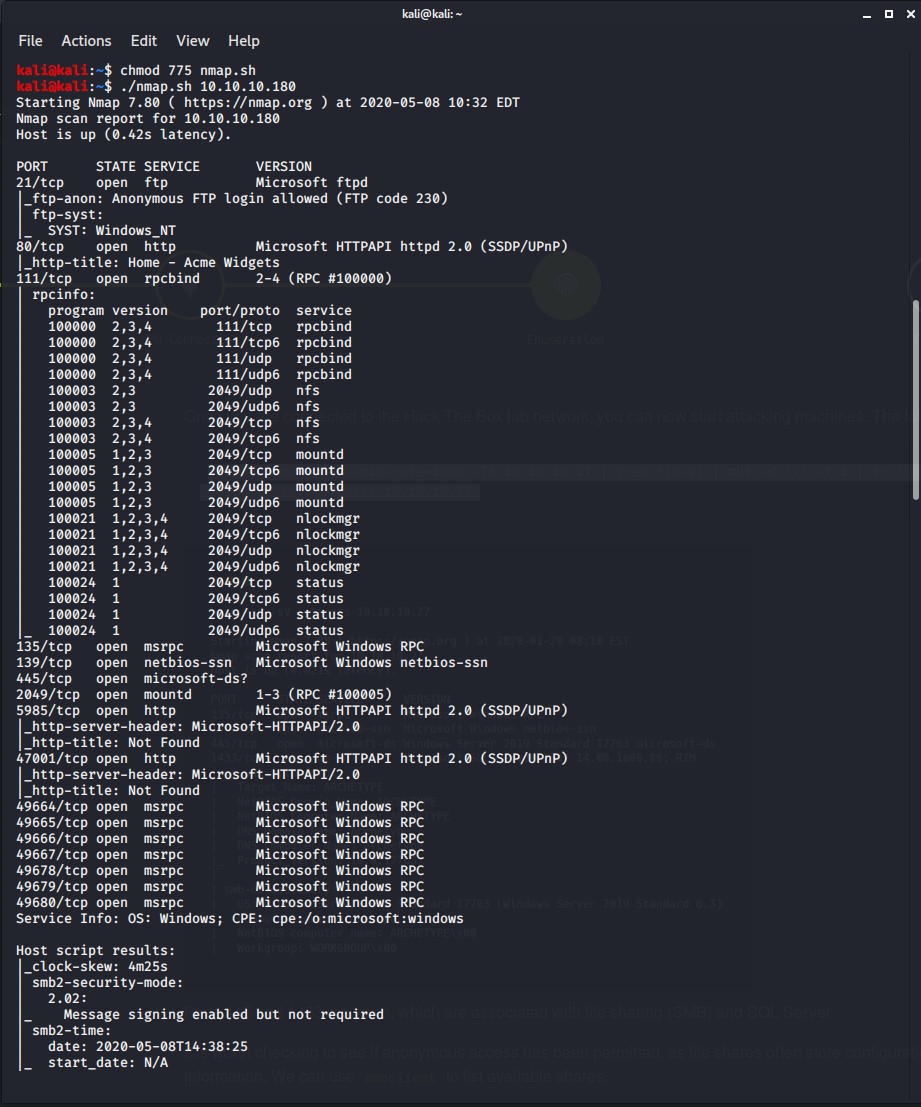 kali@kali: ~
File Actions Edit View Help
kali@kali:~$ chmod 775 nmap.sh
kali@kali:~$ ./nmap.sh 10.10.10.180
Starting Nmap 7.80 ( https://nmap.org ) at 2020-05-08 10:32 EDT
Nmap scan report for 10.10.10.180
Host is up (0.42s latency).
PORT      STATE SERVICE       VERSION
21/tcp    open  ftp           Microsoft ftpd
|_ftp-anon: Anonymous FTP login allowed (FTP code 230)
| ftp-syst:
|_  SYST: Windows_NT
80/tcp    open  http          Microsoft HTTPAPI httpd 2.0 (SSDP/UPnP)
|_http-title: Home - Acme Widgets
111/tcp   open  rpcbind       2-4 (RPC #100000)
| rpcinfo:
|   program version    port/proto  service
|   100000  2,3,4        111/tcp   rpcbind
|   100000  2,3,4        111/tcp6  rpcbind
|   100000  2,3,4        111/udp   rpcbind
|   100000  2,3,4        111/udp6  rpcbind
|   100003  2,3         2049/udp   nfs
|   100003  2,3         2049/udp6  nfs
|   100003  2,3,4       2049/tcp   nfs
|   100003  2,3,4       2049/tcp6  nfs
|   100005  1,2,3       2049/tcp   mountd
|   100005  1,2,3       2049/tcp6  mountd
|   100005  1,2,3       2049/udp   mountd
|   100005  1,2,3       2049/udp6  mountd
|   100021  1,2,3,4     2049/tcp   nlockmgr
|   100021  1,2,3,4     2049/tcp6  nlockmgr
|   100021  1,2,3,4     2049/udp   nlockmgr
|   100021  1,2,3,4     2049/udp6  nlockmgr
|   100024  1           2049/tcp   status
|   100024  1           2049/tcp6  status
|   100024  1           2049/udp   status
|_  100024  1           2049/udp6  status
135/tcp   open  msrpc         Microsoft Windows RPC
139/tcp   open  netbios-ssn   Microsoft Windows netbios-ssn
445/tcp   open  microsoft-ds?
2049/tcp  open  mountd        1-3 (RPC #100005)
5985/tcp  open  http          Microsoft HTTPAPI httpd 2.0 (SSDP/UPnP)
|_http-server-header: Microsoft-HTTPAPI/2.0
|_http-title: Not Found
47001/tcp open  http          Microsoft HTTPAPI httpd 2.0 (SSDP/UPnP)
|_http-server-header: Microsoft-HTTPAPI/2.0
|_http-title: Not Found
49664/tcp open  msrpc         Microsoft Windows RPC
49665/tcp open  msrpc         Microsoft Windows RPC
49666/tcp open  msrpc         Microsoft Windows RPC
49667/tcp open  msrpc         Microsoft Windows RPC
49678/tcp open  msrpc         Microsoft Windows RPC
49679/tcp open  msrpc         Microsoft Windows RPC
49680/tcp open  msrpc         Microsoft Windows RPC
Service Info: OS: Windows; CPE: cpe:/o:microsoft:windows
Host script results:
|_clock-skew: 4m25s
| smb2-security-mode:
|   2.02:
|_    Message signing enabled but not required
| smb2-time:
|   date: 2020-05-08T14:38:25
|_  start_date: N/A